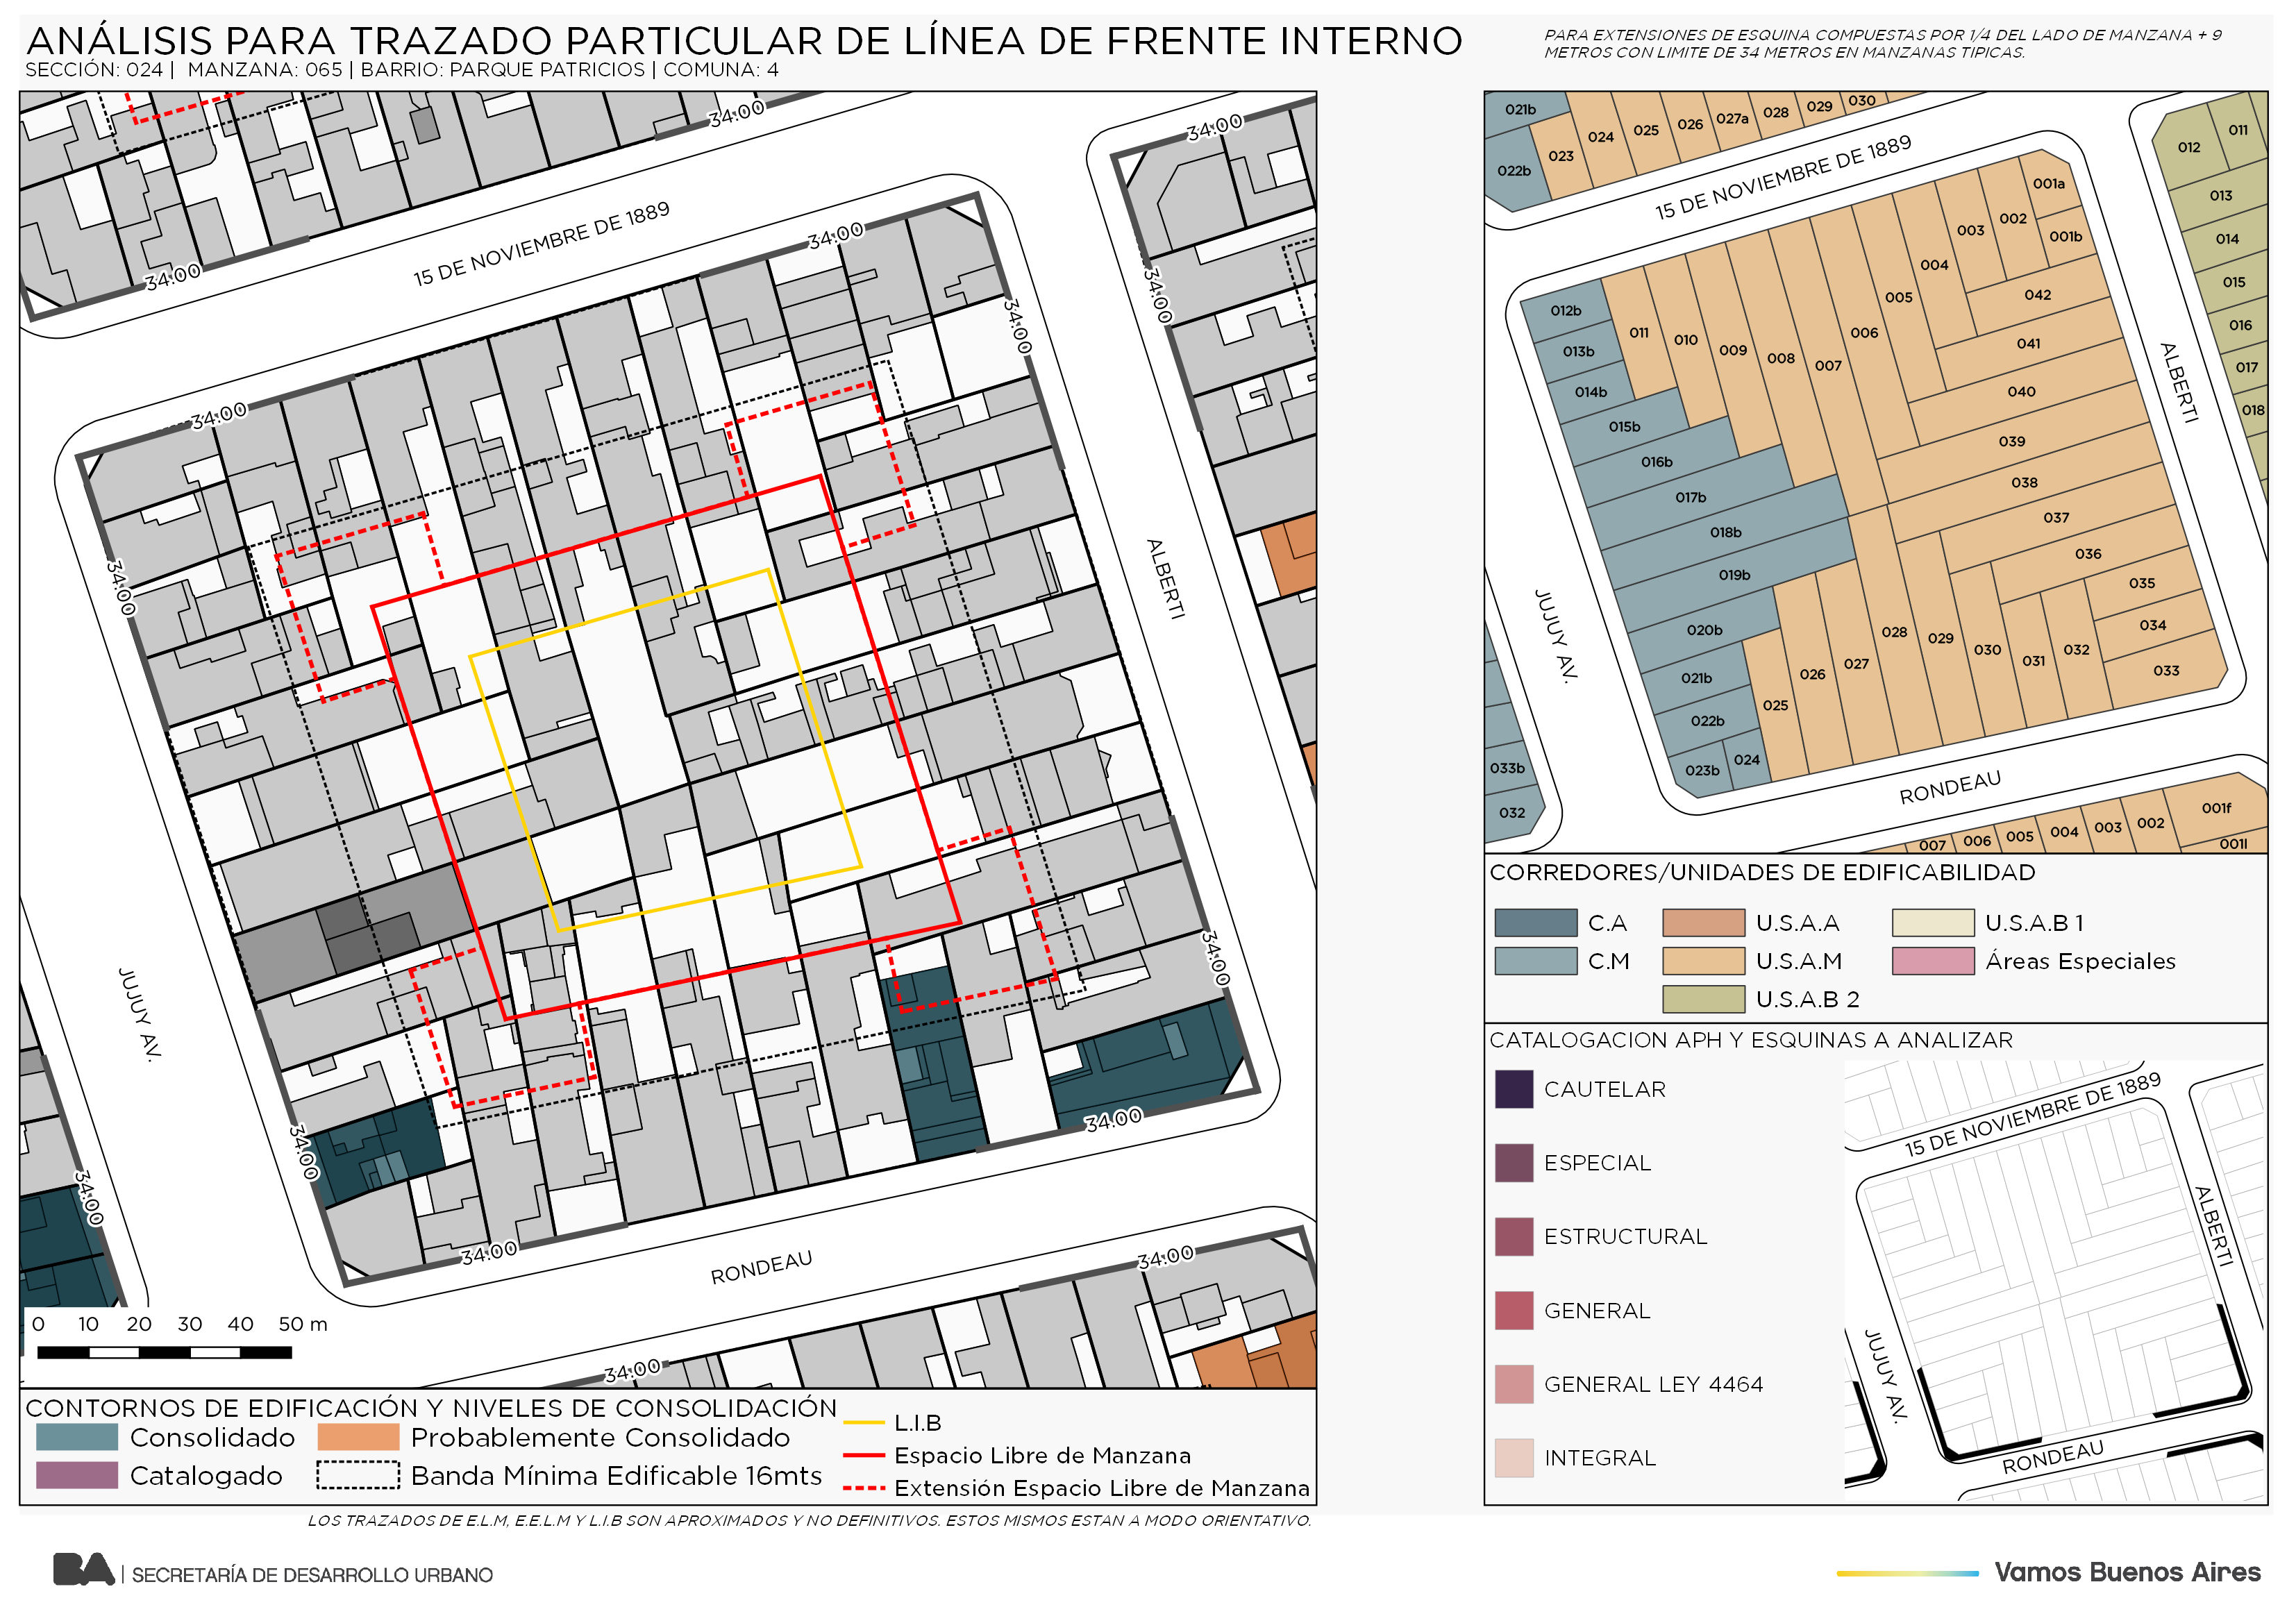 ANÁLISIS PARA TRAZADO PARTICULAR DE LÍNEA DE FRENTE INTERNO
SECCIÓN: 024 | MANZANA: 065 | BARRIO: PARQUE PATRICIOS | COMUNA: 4
PARA EXTENSIONES DE ESQUINA COMPUESTAS POR 1/4 DEL LADO DE MANZANA + 9
METROS CON LIMITE DE 34 METROS EN MANZANAS TIPICAS.
34:00
34:00
34:00
15 DE NOVIEMBRE DE 1889
34:00
34:00
34:00
34:00
34:00
ALBERTI
JUJUY AV.
34:00
34:00
34:00
34:00
34:00
RONDEAU
34:00
34:00
0 10 20 30 40 50 m
CONTORNOS DE EDIFICACIÓN Y NIVELES DE CONSOLIDACIÓN
Consolidado
Probablemente Consolidado
Catalogado
Banda Mínima Edificable 16mts
L.I.B
Espacio Libre de Manzana
Extensión Espacio Libre de Manzana
LOS TRAZADOS DE E.L.M, E.E.L.M Y L.I.B SON APROXIMADOS Y NO DEFINITIVOS. ESTOS MISMOS ESTAN A MODO ORIENTATIVO.
021b
022b
023
024
025
026
027a
028
029
030
15 DE NOVIEMBRE DE 1889
012
011
013
014
015
016
017
018
001a
001b
002
003
004
005
006
007
008
009
010
011
012b
013b
014b
015b
016b
017b
018b
019b
020b
021b
022b
023b
024
025
026
027
028
029
030
031
032
033
034
035
036
037
038
039
040
041
042
ALBERTI
JUJUY AV.
RONDEAU
033b
032
007
006
005
004
003
002
001f
001l
CORREDORES/UNIDADES DE EDIFICABILIDAD
C.A
U.S.A.A
U.S.A.B 1
C.M
U.S.A.M
Áreas Especiales
U.S.A.B 2
CATALOGACION APH Y ESQUINAS A ANALIZAR
CAUTELAR
ESPECIAL
ESTRUCTURAL
GENERAL
GENERAL LEY 4464
INTEGRAL
15 DE NOVIEMBRE DE 1889
ALBERTI
JUJUY AV.
RONDEAU
BA | SECRETARÍA DE DESARROLLO URBANO
Vamos Buenos Aires